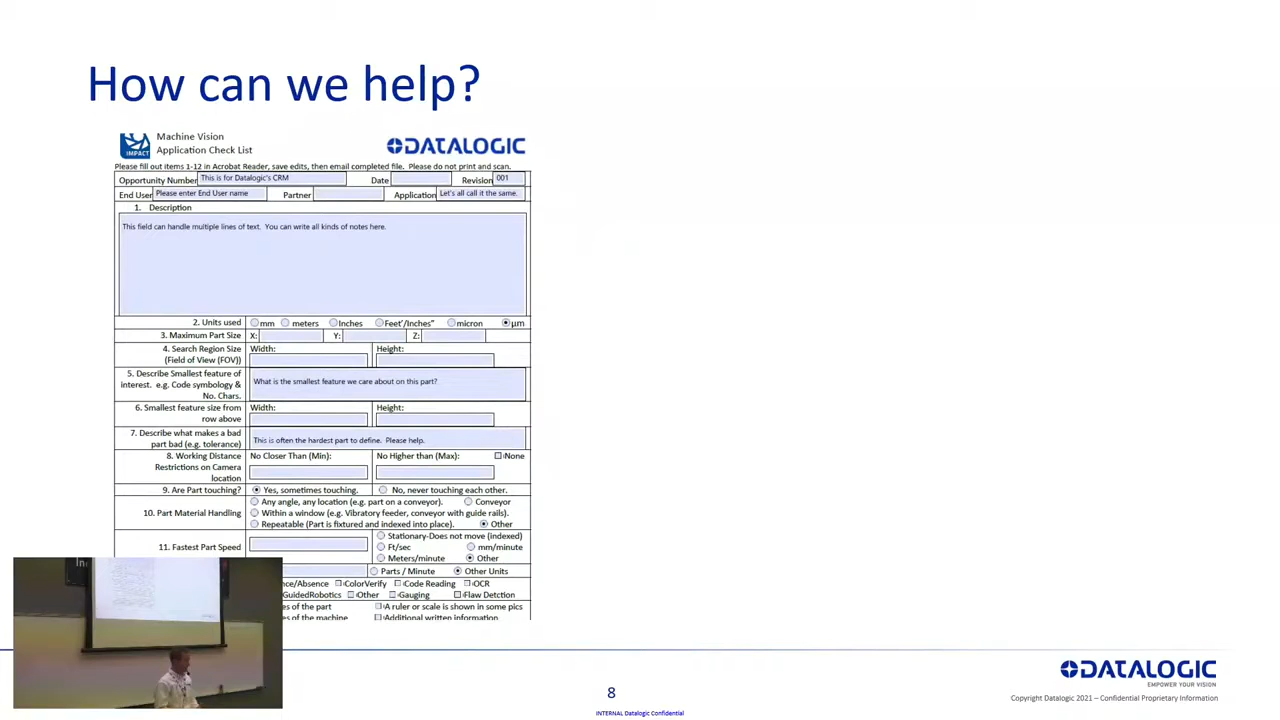 How can we help?
IMPACT
Machine Vision
Application Check List
DATALOGIC
Please fill out items 1-12 in Acrobat Reader, save edits, then email completed file. Please do not print and scan.
Opportunity Number This is for Datalogic's CRM Date Revision 001
End User Please enter End User name Partner Application Let's all call it the same.
1. Description
This field can handle multiple lines of text. You can write all kinds of notes here.
2. Units used mm meters Inches Feet'/Inches" micron µm
3. Maximum Part Size X: Y: Z:
4. Search Region Size Width: Height:
(Field of View (FOV))
5. Describe Smallest feature of
interest. e.g. Code symbology &
No. Chars.
What is the smallest feature we care about on this part?
6. Smallest feature size from Width: Height:
row above
7. Describe what makes a bad
part bad (e.g. tolerance)
This is often the hardest part to define. Please help.
8. Working Distance No Closer Than (Min): No Higher than (Max): None
Restrictions on Camera
location
9. Are Part touching? Yes, sometimes touching. No, never touching each other.
10. Part Material Handling
Any angle, any location (e.g. part on a conveyor). Conveyor
Within a window (e.g. Vibratory feeder, conveyor with guide rails).
Repeatable (Part is fixtured and indexed into place). Other
11. Fastest Part Speed
Stationary-Does not move (indexed)
Ft/sec mm/minute
Meters/minute Other
Parts / Minute Other Units
nce/Absence ColorVerify Code Reading OCR
GuidedRobotics Other Gauging Flaw Detction
es of the part A ruler or scale is shown in some pics
es of the machine Additional written information
DATALOGIC
EMPOWER YOUR VISION
8
Copyright Datalogic 2021 – Confidential Proprietary Information
INTERNAL Datalogic Confidential